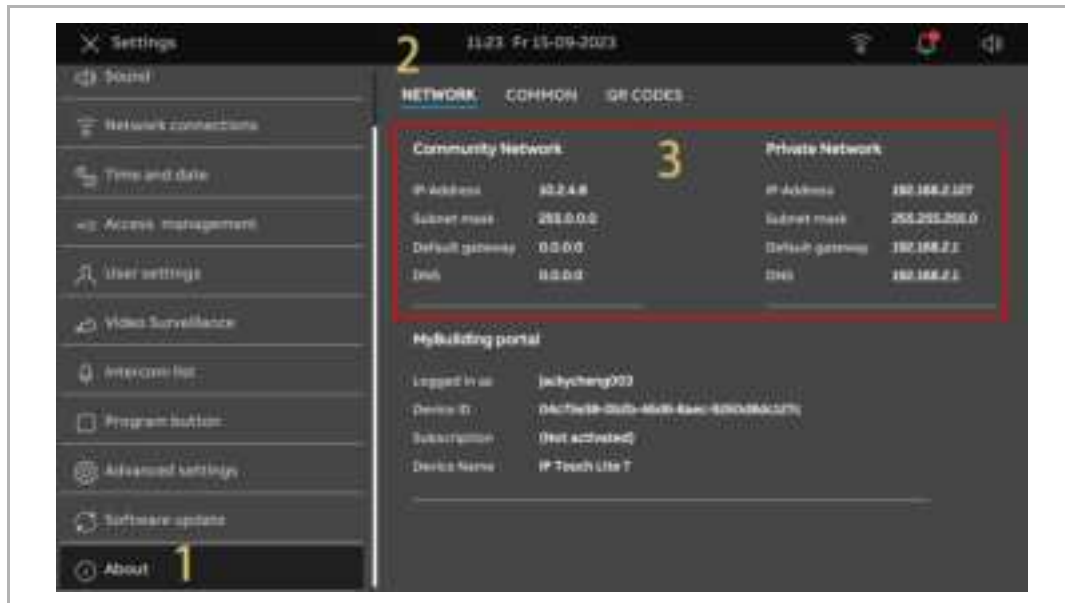 Settings
2
11:23 Fr 15-09-2023
Sound
Network connections
Time and date
Access management
User settings
Video Surveillance
Intercom list
Program button
Advanced settings
Software update
About
1
NETWORK COMMON QR CODES
3
Community Network
IP Address 10.2.4.8
Subnet mask 255.0.0.0
Default gateway 0.0.0.0
DNS 0.0.0.0
Private Network
IP Address 192.168.2.127
Subnet mask 255.255.255.0
Default gateway 192.168.2.1
DNS 192.168.2.1
MyBuilding portal
Logged in as jackycheng003
Device ID
Subscription (Not activated)
Device Name IP Touch Lite 7